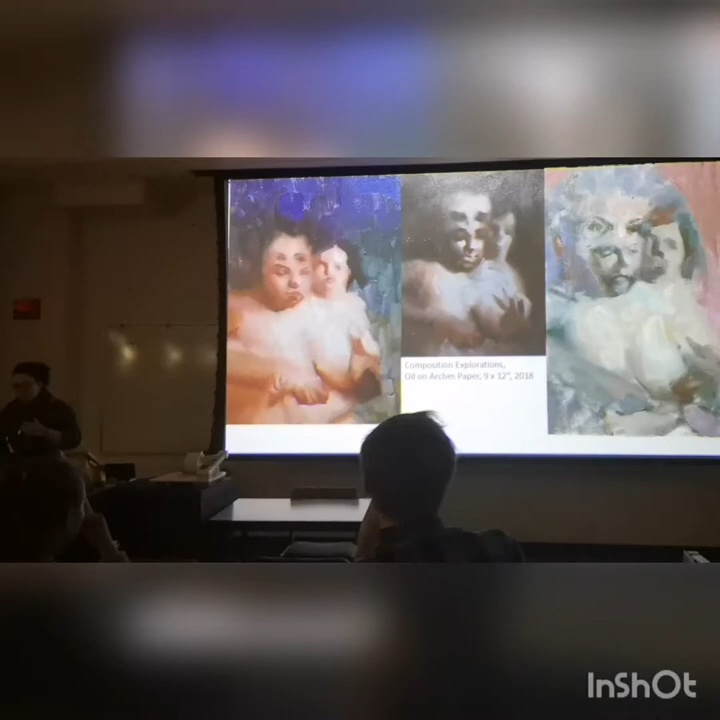 Composition Explorations,
Oil on Arches Paper, 9 x 12", 2018
InShOt